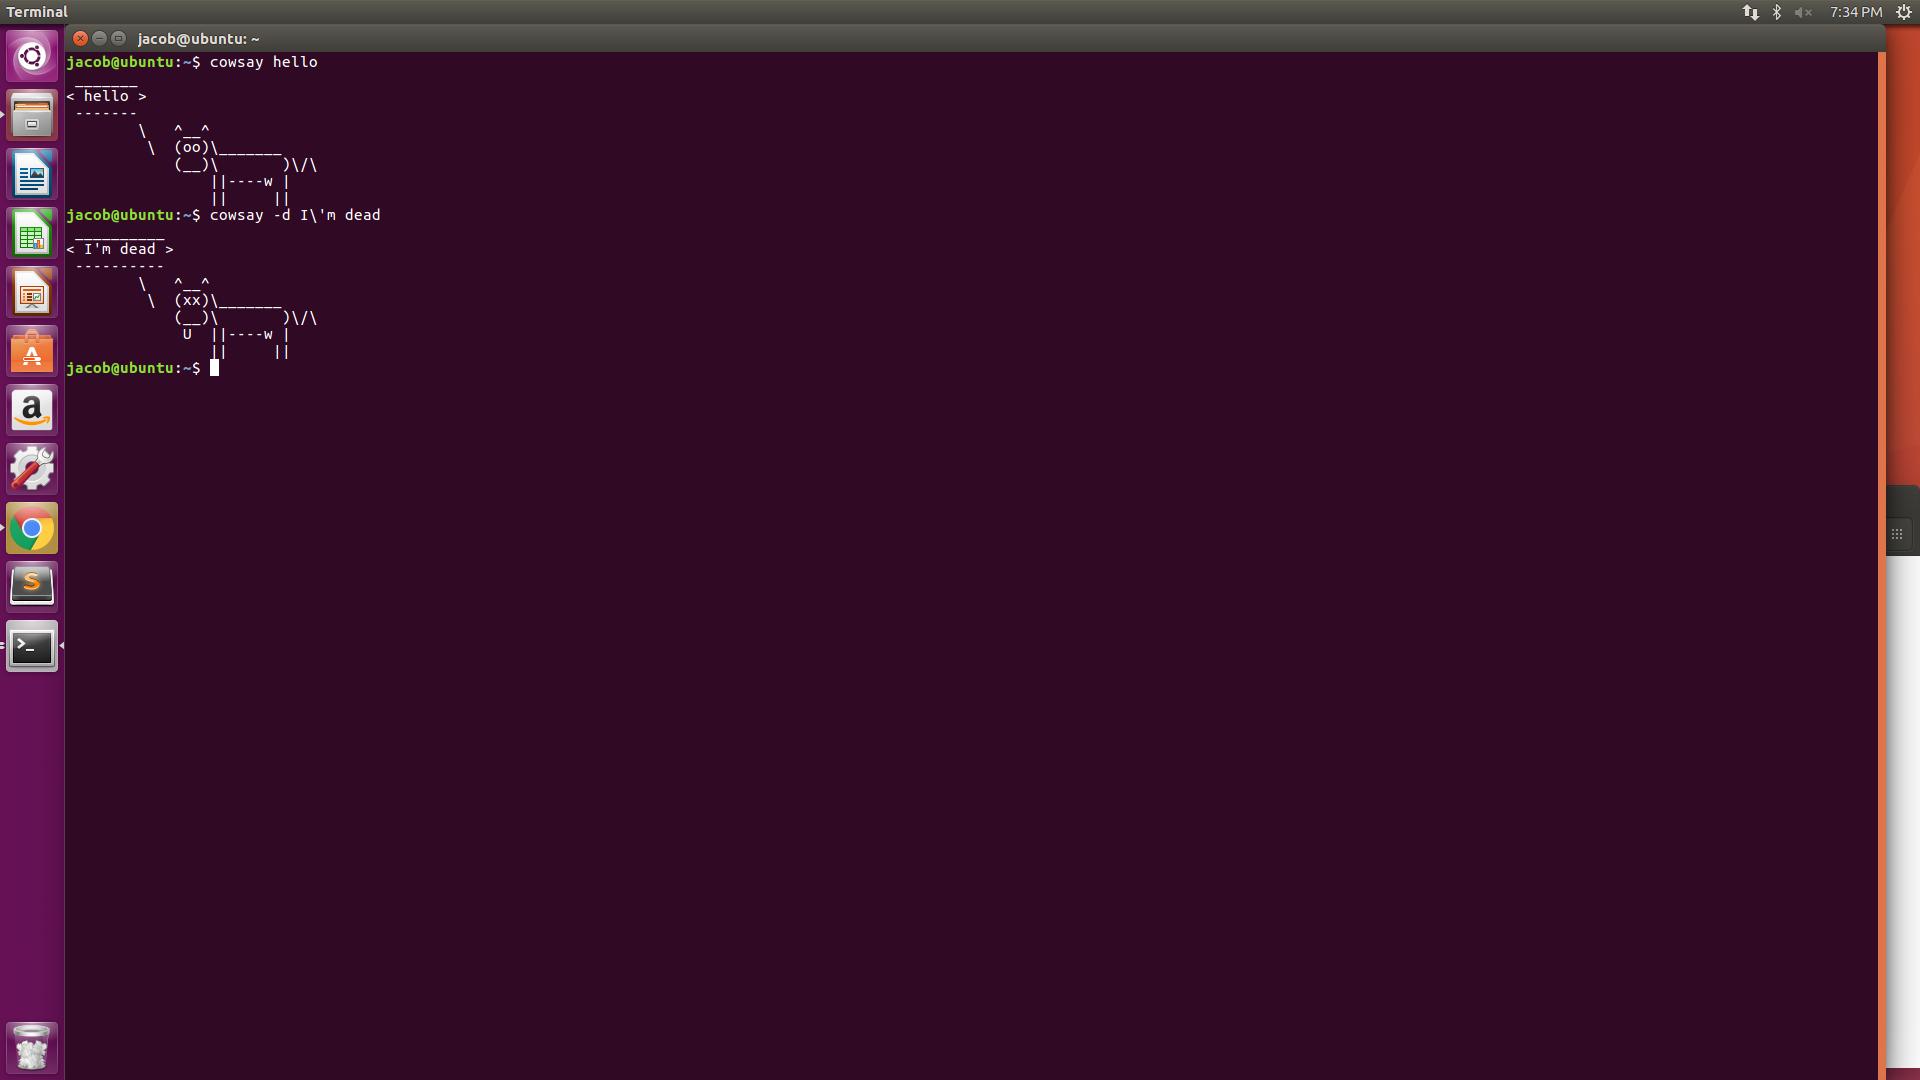 Terminal
7:34 PM
jacob@ubuntu: ~
jacob@ubuntu:~$ cowsay hello
 _______
< hello >
 -------
        \   ^__^
         \  (oo)\_______
            (__)\       )\/\
                ||----w |
                ||     ||
jacob@ubuntu:~$ cowsay -d I\'m dead
 __________
< I'm dead >
 ----------
        \   ^__^
         \  (xx)\_______
            (__)\       )\/\
             U  ||----w |
                ||     ||
jacob@ubuntu:~$